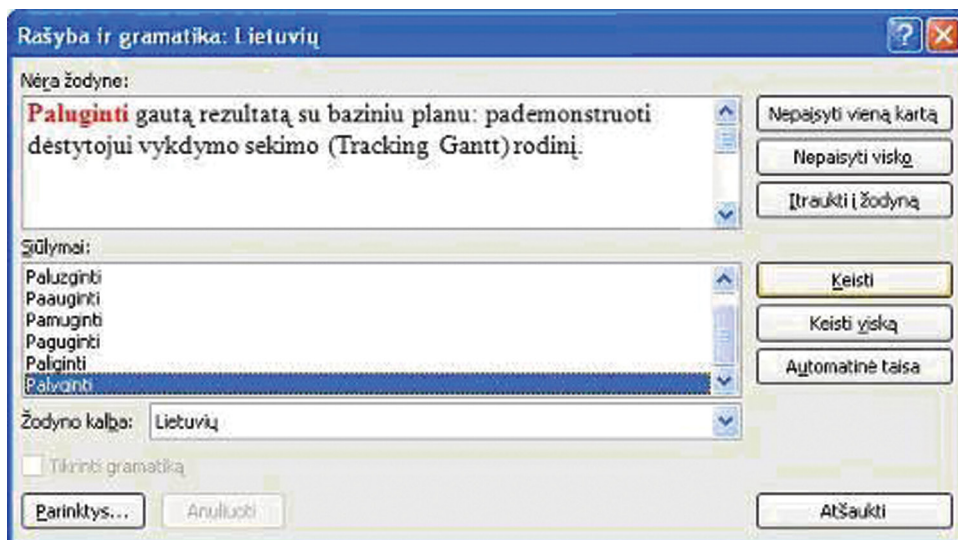 Rašyba ir gramatika: Lietuvių
Nėra žodyne:
Paluginti gautą rezultatą su baziniu planu: pademonstruoti
dėstytojui vykdymo sekimo (Tracking Gantt) rodinį.
Nepaisyti vieną kartą
Nepaisyti visko
Įtraukti į žodyną
Siūlymai:
Paluzginti
Paauginti
Pamuginti
Paguginti
Paliginti
Palyginti
Keisti
Keisti viską
Automatinė taisa
Žodyno kalba: Lietuvių
Tikrinti gramatiką
Parinktys... Anuliuoti Atšaukti